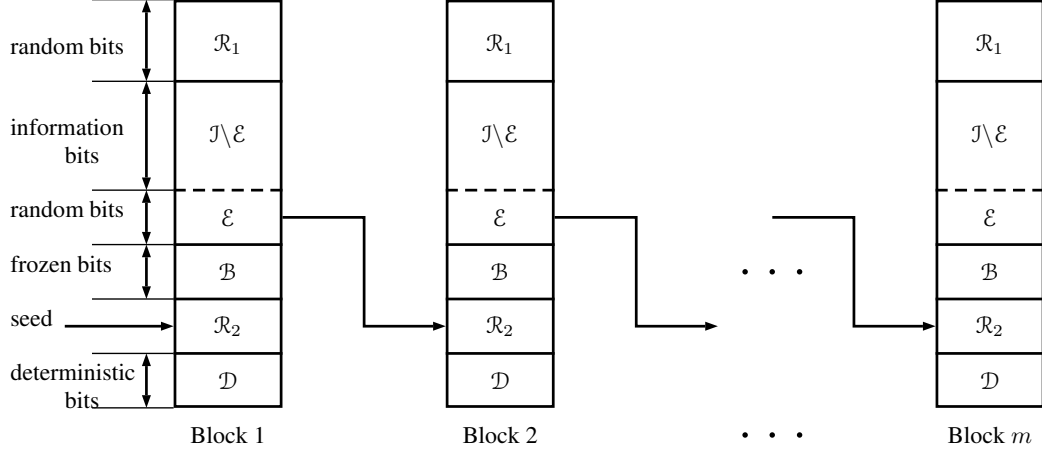 random bits
information
bits
random bits
frozen bits
seed
deterministic
bits
ℛ₁
ℐ\ℰ
ℰ
ℬ
ℛ₂
𝒟
Block 1
ℛ₁
ℐ\ℰ
ℰ
ℬ
ℛ₂
𝒟
Block 2
• • •
• • •
ℛ₁
ℐ\ℰ
ℰ
ℬ
ℛ₂
𝒟
Block m